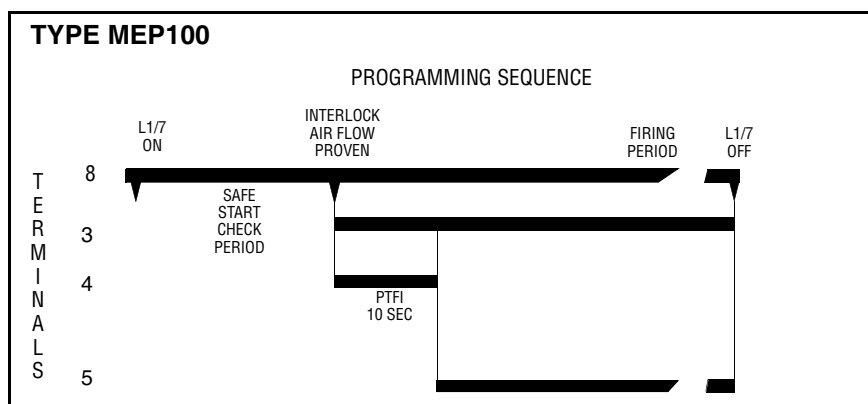 TYPE MEP100
PROGRAMMING SEQUENCE
L1/7
ON
INTERLOCK
AIR FLOW
PROVEN
FIRING
PERIOD
L1/7
OFF
TERMINALS
8
SAFE
START
CHECK
PERIOD
3
4
PTFI
10 SEC
5